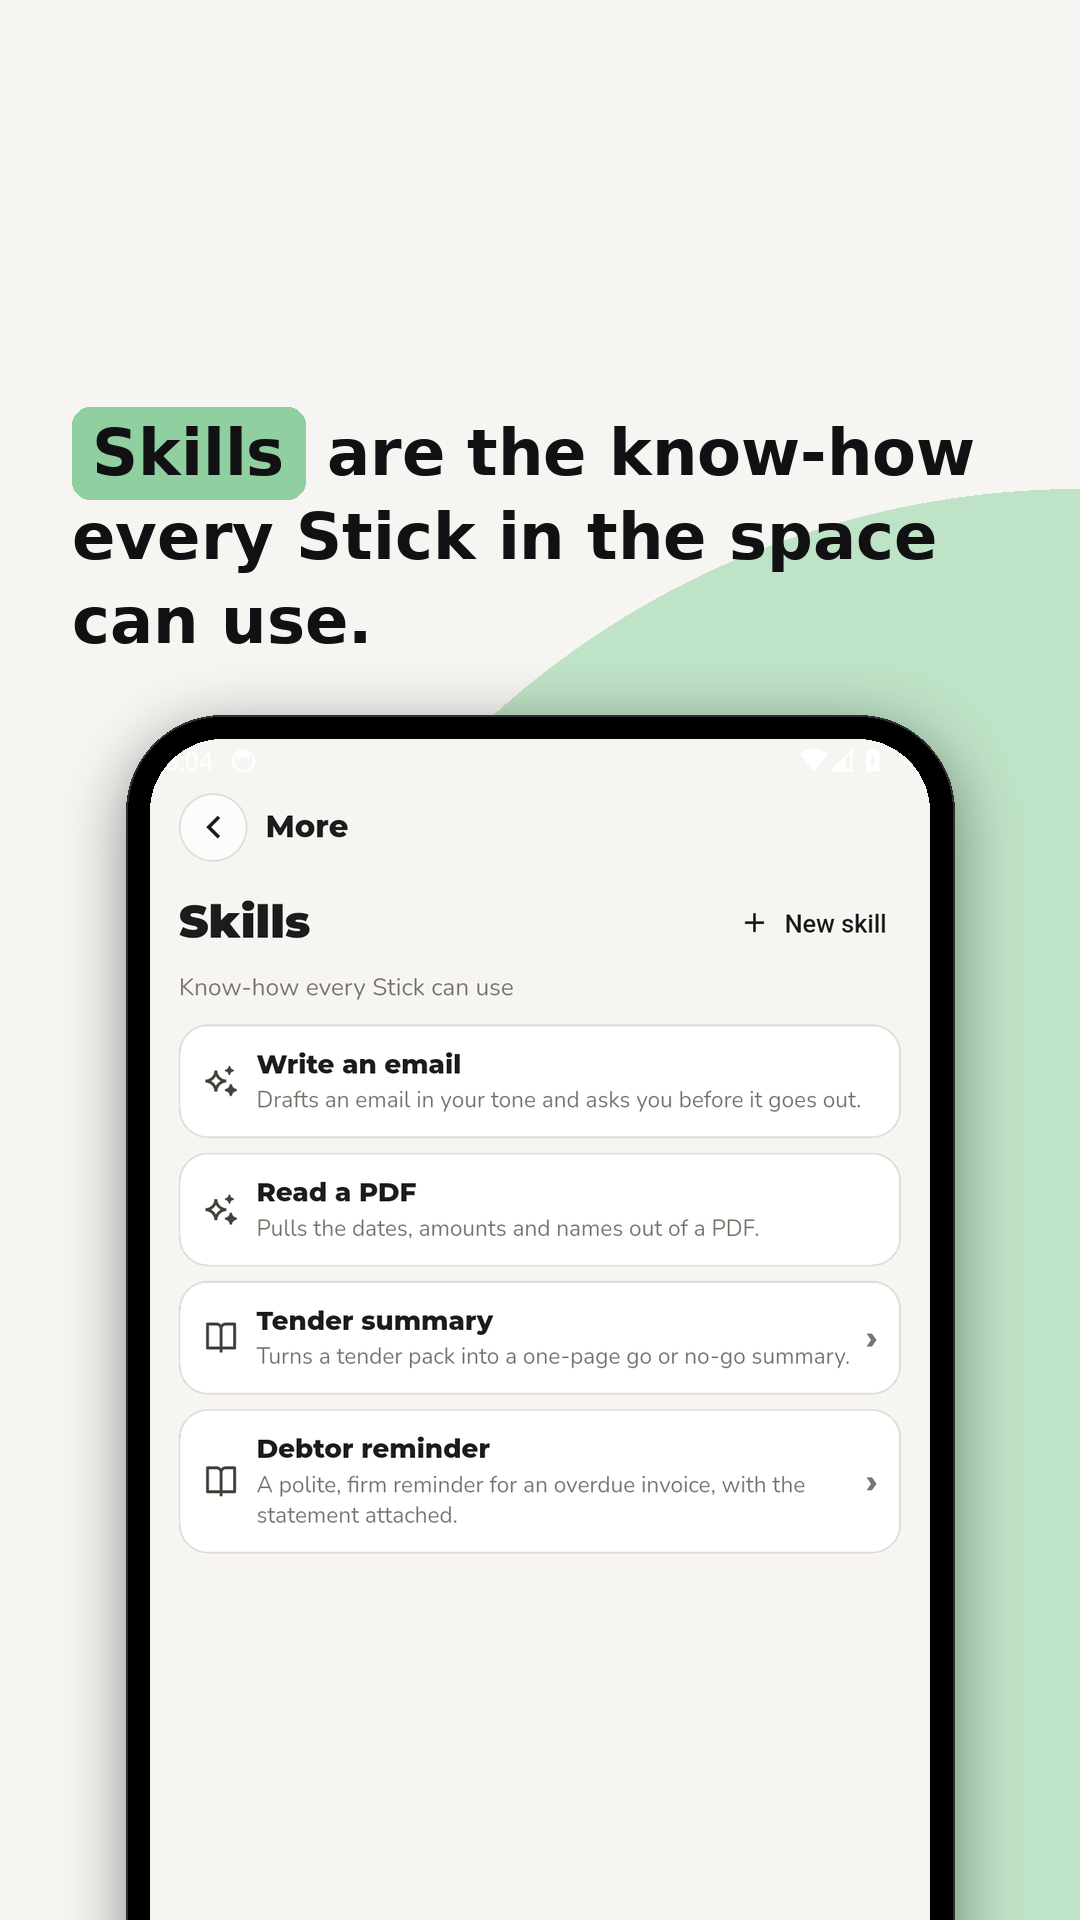 Skills are the know-how
every Stick in the space
can use.
More
Skills
New skill
Know-how every Stick can use
Write an email
Drafts an email in your tone and asks you before it goes out.
Read a PDF
Pulls the dates, amounts and names out of a PDF.
Tender summary
Turns a tender pack into a one-page go or no-go summary.
Debtor reminder
A polite, firm reminder for an overdue invoice, with the
statement attached.